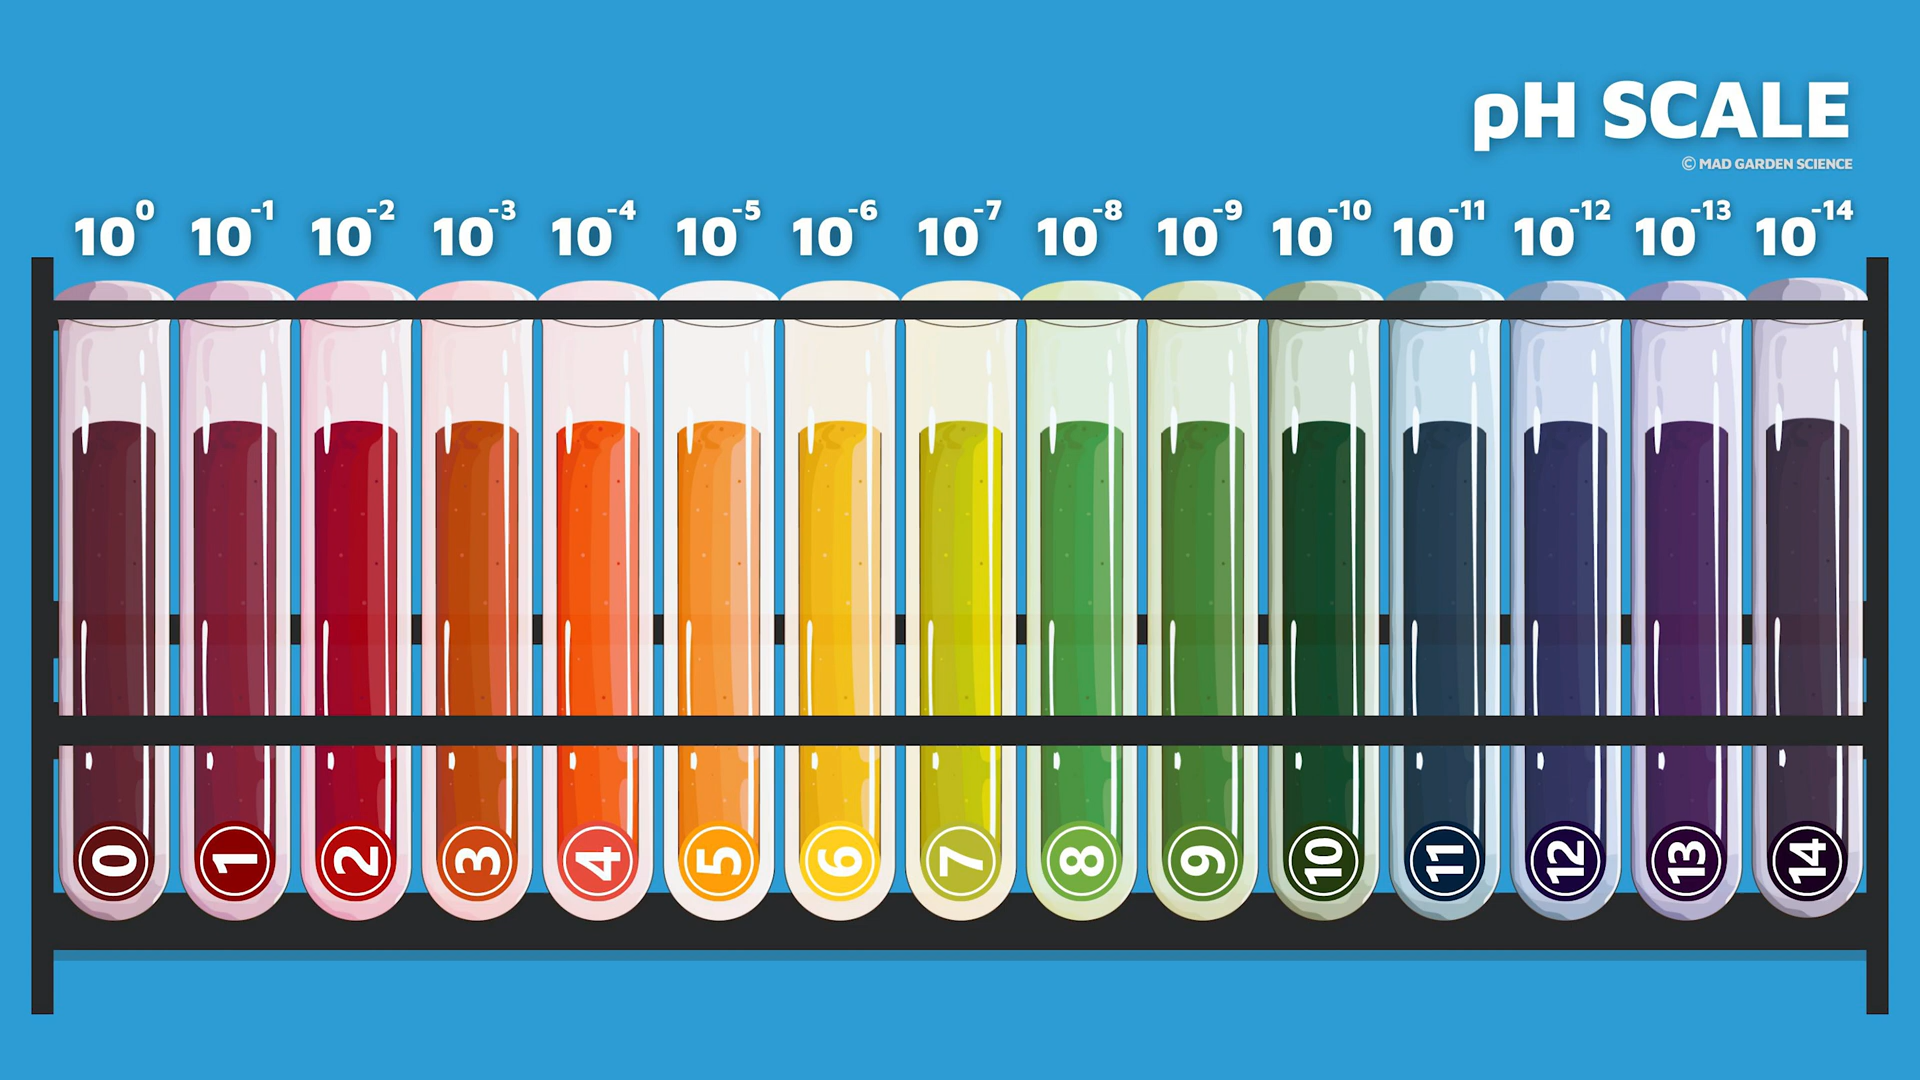 pH SCALE
© MAD GARDEN SCIENCE
10⁰ 10⁻¹ 10⁻² 10⁻³ 10⁻⁴ 10⁻⁵ 10⁻⁶ 10⁻⁷ 10⁻⁸ 10⁻⁹ 10⁻¹⁰ 10⁻¹¹ 10⁻¹² 10⁻¹³ 10⁻¹⁴
0 1 2 3 4 5 6 7 8 9 10 11 12 13 14